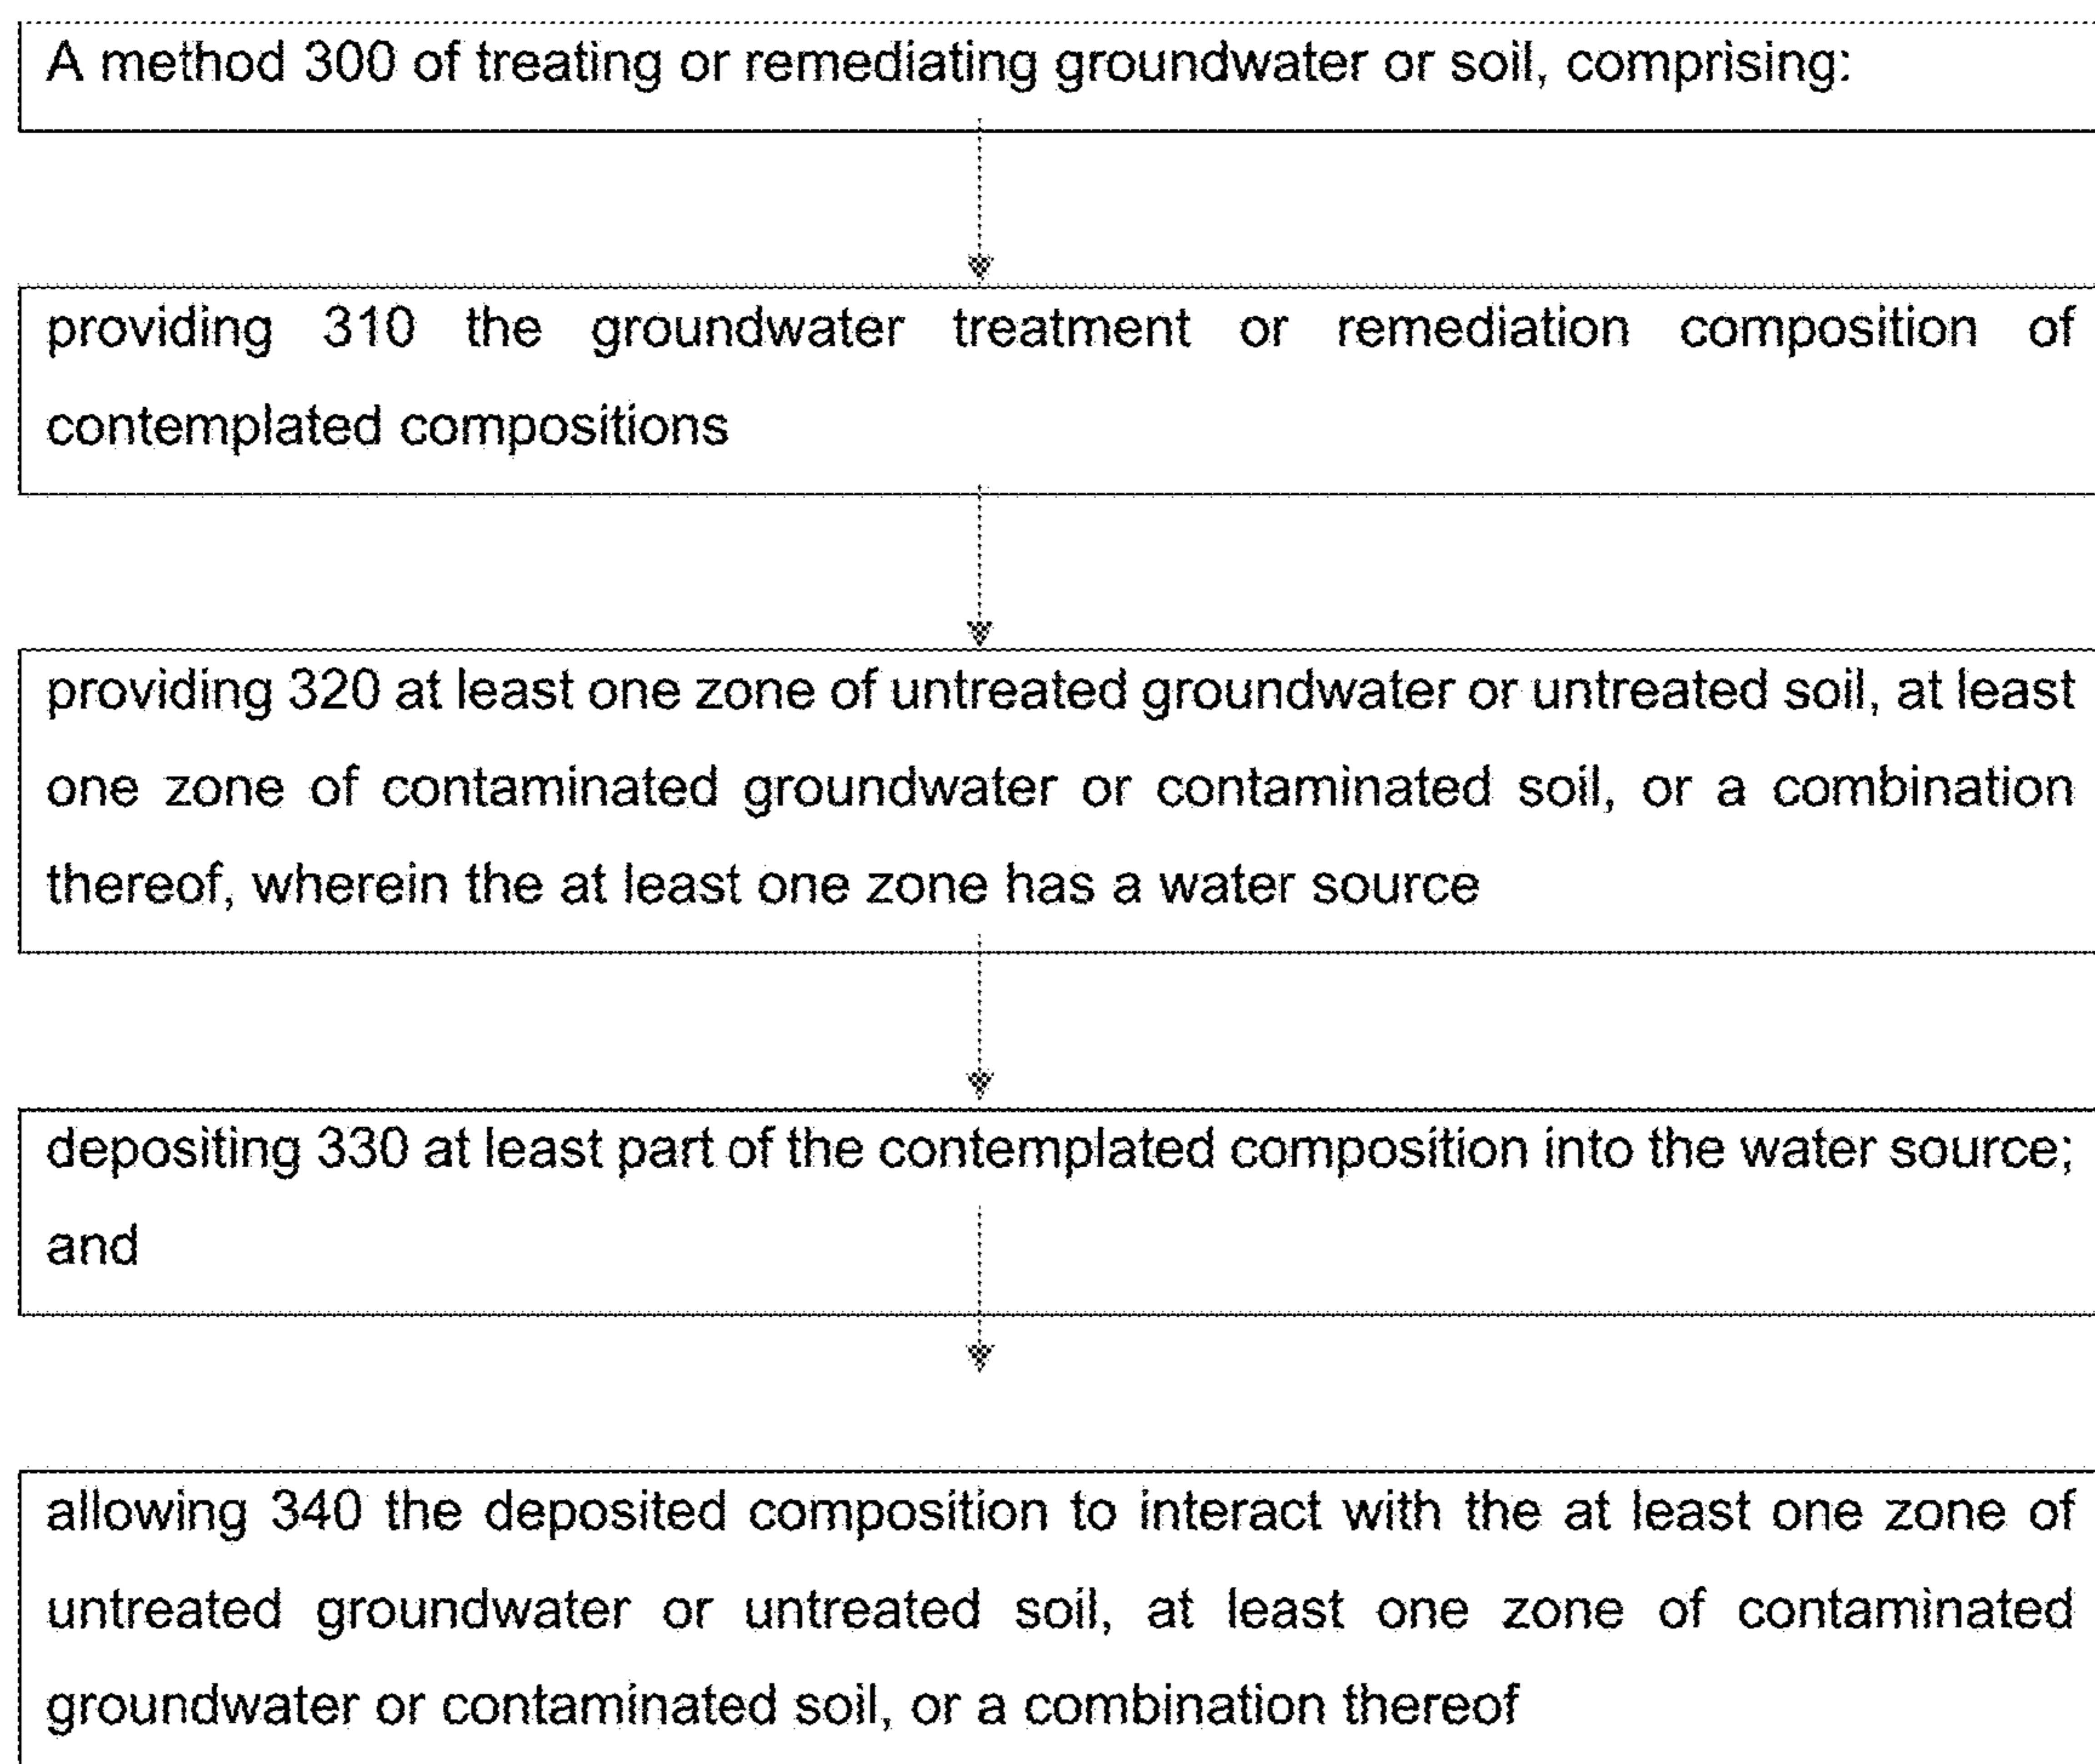 A method 300 of treating or remediating groundwater or soil, comprising:
providing 310 the groundwater treatment or remediation composition of
contemplated compositions
providing 320 at least one zone of untreated groundwater or untreated soil, at least
one zone of contaminated groundwater or contaminated soil, or a combination
thereof, wherein the at least one zone has a water source
depositing 330 at least part of the contemplated composition into the water source;
and
allowing 340 the deposited composition to interact with the at least one zone of
untreated groundwater or untreated soil, at least one zone of contaminated
groundwater or contaminated soil, or a combination thereof